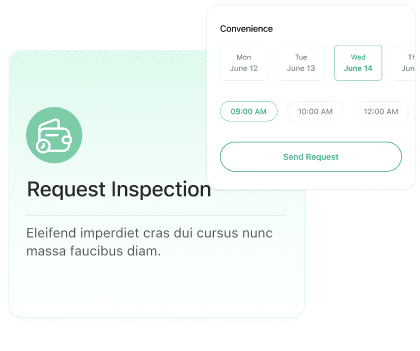 Convenience
Mon Tue Wed Th
June 12 June 13 June 14 Jun
09:00 AM 10:00 AM 12:00 AM
Send Request
Request Inspection
Eleifend imperdiet cras dui cursus nunc
massa faucibus diam.